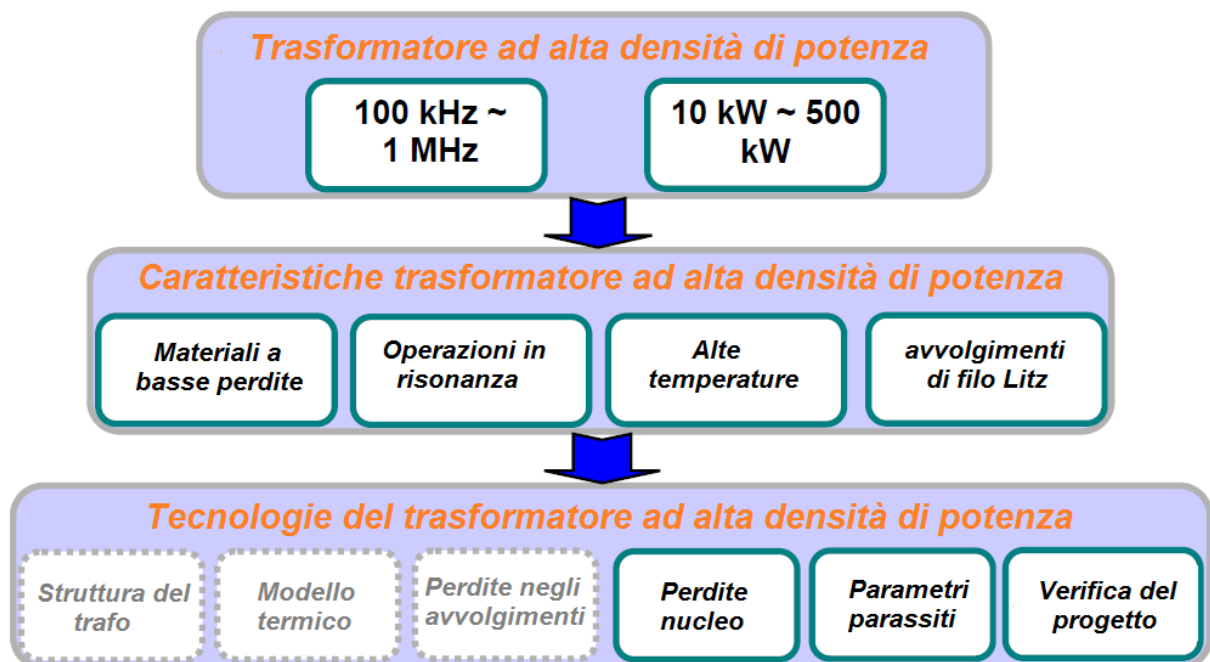 Trasformatore ad alta densità di potenza
100 kHz ~
1 MHz
10 kW ~ 500
kW
Caratteristiche trasformatore ad alta densità di potenza
Materiali a
basse perdite
Operazioni in
risonanza
Alte
temperature
avvolgimenti
di filo Litz
Tecnologie del trasformatore ad alta densità di potenza
Struttura del
trafo
Modello
termico
Perdite negli
avvolgimenti
Perdite
nucleo
Parametri
parassiti
Verifica del
progetto